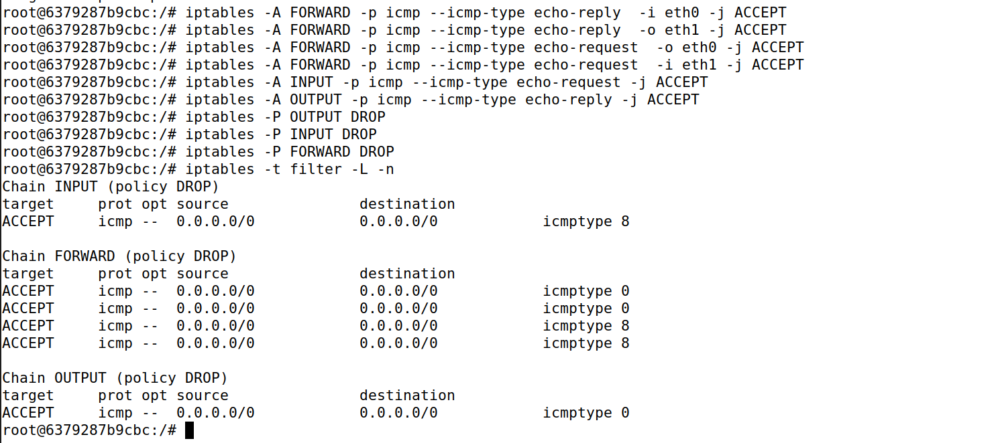 root@6379287b9cbc:/# iptables -A FORWARD -p icmp --icmp-type echo-reply  -i eth0 -j ACCEPT
root@6379287b9cbc:/# iptables -A FORWARD -p icmp --icmp-type echo-reply  -o eth1 -j ACCEPT
root@6379287b9cbc:/# iptables -A FORWARD -p icmp --icmp-type echo-request  -o eth0 -j ACCEPT
root@6379287b9cbc:/# iptables -A FORWARD -p icmp --icmp-type echo-request  -i eth1 -j ACCEPT
root@6379287b9cbc:/# iptables -A INPUT -p icmp --icmp-type echo-request -j ACCEPT
root@6379287b9cbc:/# iptables -A OUTPUT -p icmp --icmp-type echo-reply -j ACCEPT
root@6379287b9cbc:/# iptables -P OUTPUT DROP
root@6379287b9cbc:/# iptables -P INPUT DROP
root@6379287b9cbc:/# iptables -P FORWARD DROP
root@6379287b9cbc:/# iptables -t filter -L -n
Chain INPUT (policy DROP)
target     prot opt source               destination
ACCEPT     icmp --  0.0.0.0/0            0.0.0.0/0            icmptype 8

Chain FORWARD (policy DROP)
target     prot opt source               destination
ACCEPT     icmp --  0.0.0.0/0            0.0.0.0/0            icmptype 0
ACCEPT     icmp --  0.0.0.0/0            0.0.0.0/0            icmptype 0
ACCEPT     icmp --  0.0.0.0/0            0.0.0.0/0            icmptype 8
ACCEPT     icmp --  0.0.0.0/0            0.0.0.0/0            icmptype 8

Chain OUTPUT (policy DROP)
target     prot opt source               destination
ACCEPT     icmp --  0.0.0.0/0            0.0.0.0/0            icmptype 0
root@6379287b9cbc:/#